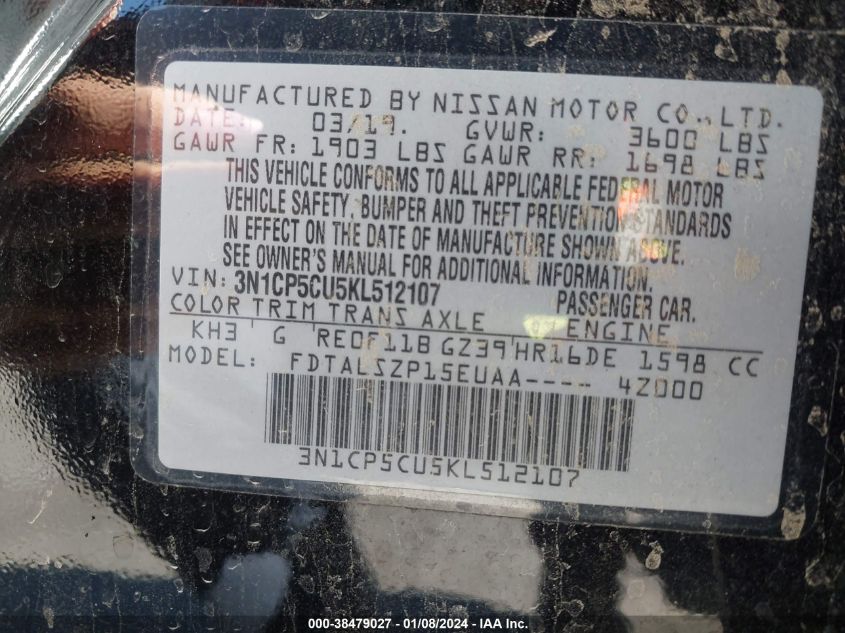 MANUFACTURED BY NISSAN MOTOR CO., LTD.
DATE: 03/19. GVWR: 3600 LBS
GAWR FR: 1903 LBS GAWR RR: 1698 LBS
THIS VEHICLE CONFORMS TO ALL APPLICABLE FEDERAL MOTOR
VEHICLE SAFETY, BUMPER AND THEFT PREVENTION STANDARDS
IN EFFECT ON THE DATE OF MANUFACTURE SHOWN ABOVE.
SEE OWNER'S MANUAL FOR ADDITIONAL INFORMATION.
VIN: 3N1CP5CU5KL512107 PASSENGER CAR.
COLOR TRIM TRANS AXLE ENGINE
KH3 G RE0F11B GZ39 HR16DE 1598 CC
MODEL: FDTALSZP15EUAA---- 4Z000
3N1CP5CU5KL512107
000-38479027 - 01/08/2024 - IAA Inc.